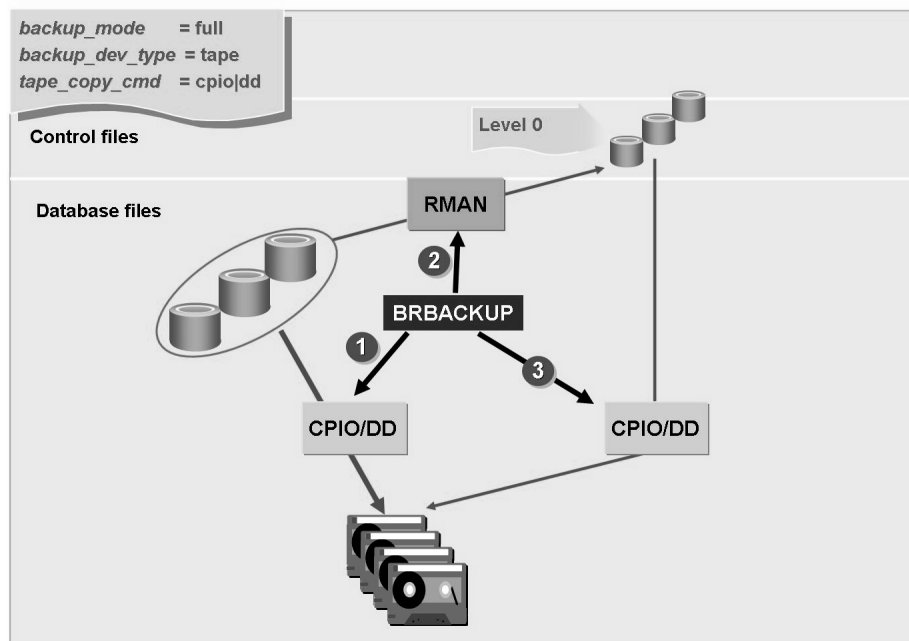 backup_mode = full
backup_dev_type = tape
tape_copy_cmd = cpio|dd
Level 0
Control files
Database files
RMAN
2
BRBACKUP
1
3
CPIO/DD
CPIO/DD